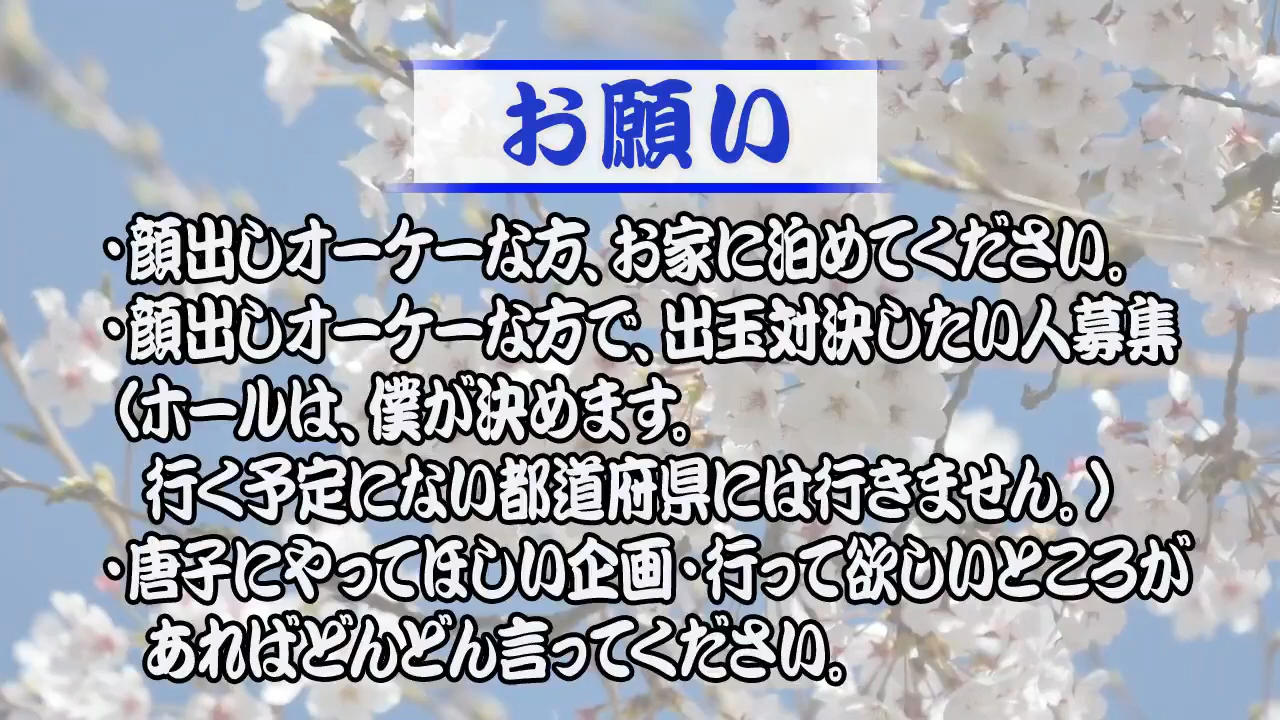 お願い
・顔出しオーケーな方、お家に泊めてください。
・顔出しオーケーな方で、出玉対決したい人募集
(ホールは、僕が決めます。
行く予定にない都道府県には行きません。)
・唐子にやってほしい企画・行って欲しいところが
あればどんどん言ってください。